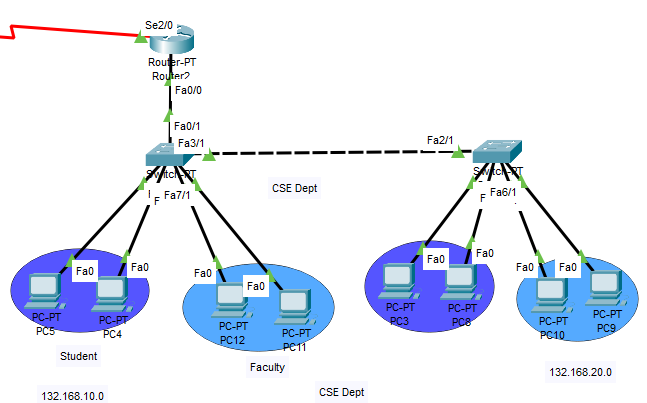 Se2/0
Router-PT
Router2
Fa0/0
Fa0/1
Fa3/1
Switch-PT
Fa7/1
Fa2/1
Switch-PT
Fa6/1
CSE Dept
Fa0
Fa0
Fa0
Fa0
Fa0
Fa0
Fa0
Fa0
PC-PT
PC5
PC-PT
PC4
PC-PT
PC12
PC-PT
PC11
PC-PT
PC3
PC-PT
PC8
PC-PT
PC10
PC-PT
PC9
Student
Faculty
132.168.10.0
CSE Dept
132.168.20.0